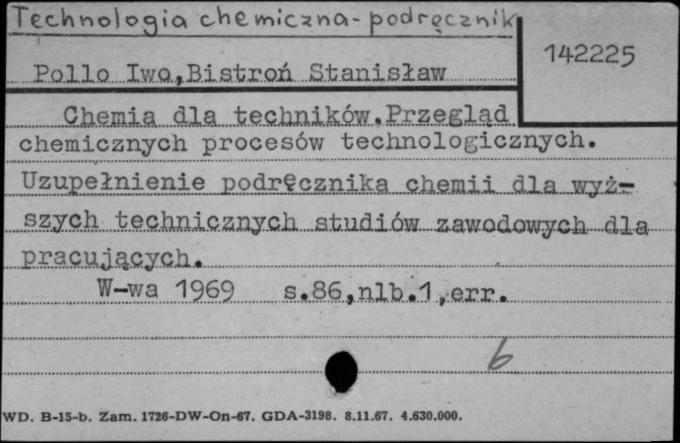 Technologia chemiczna-podręcznik
142225
Pollo Iwo,Bistroń Stanisław
Chemia dla techników.Przegląd
chemicznych procesów technologicznych.
Uzupełnienie podręcznika chemii dla wyż-
szych technicznych studiów zawodowych dla
pracujących.
W-wa 1969 s.86,nlb.1,err.
6
WD. B-15-b. Zam. 1726-DW-On-67. GDA-3198. 8.11.67. 4.630.000.